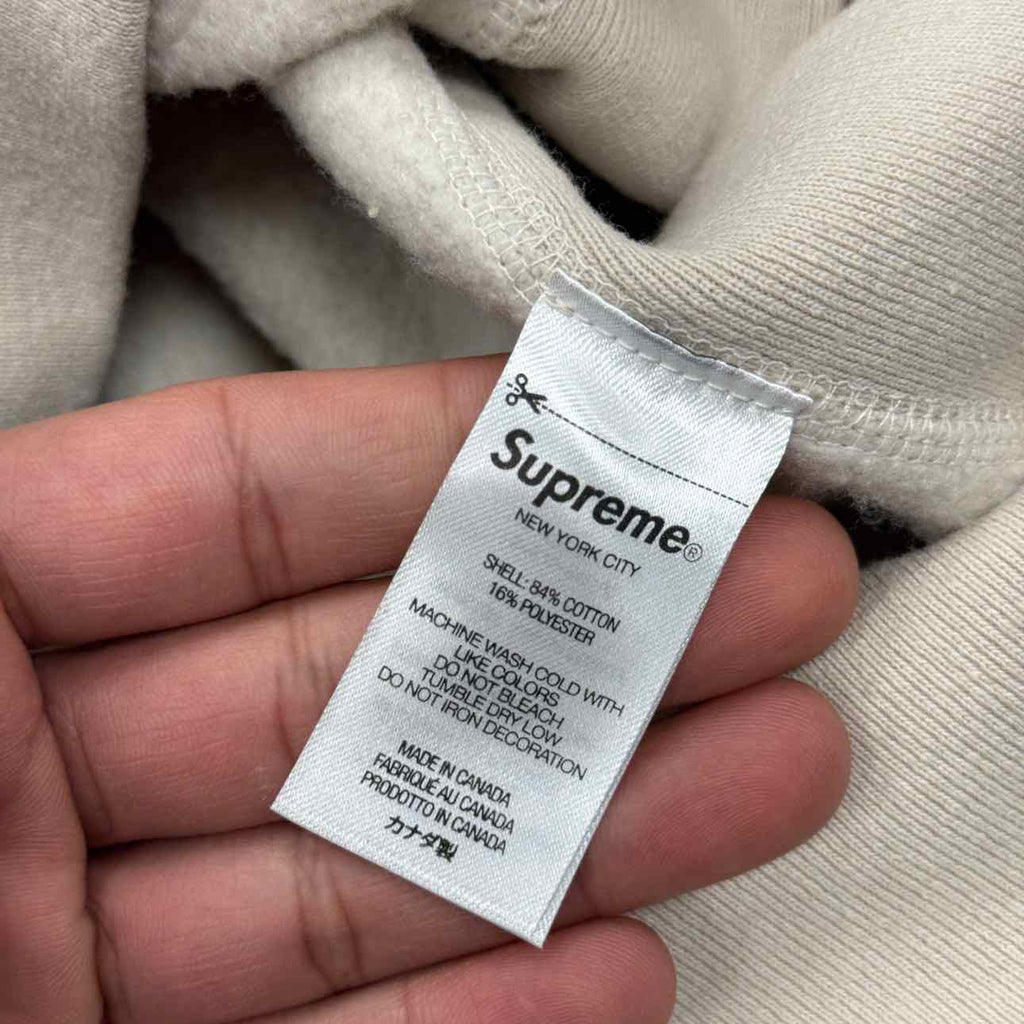 Supreme®
NEW YORK CITY
SHELL: 84% COTTON
16% POLYESTER
MACHINE WASH COLD WITH
LIKE COLORS
DO NOT BLEACH
TUMBLE DRY LOW
DO NOT IRON DECORATION
MADE IN CANADA
FABRIQUÉ AU CANADA
PRODOTTO IN CANADA
カナダ製